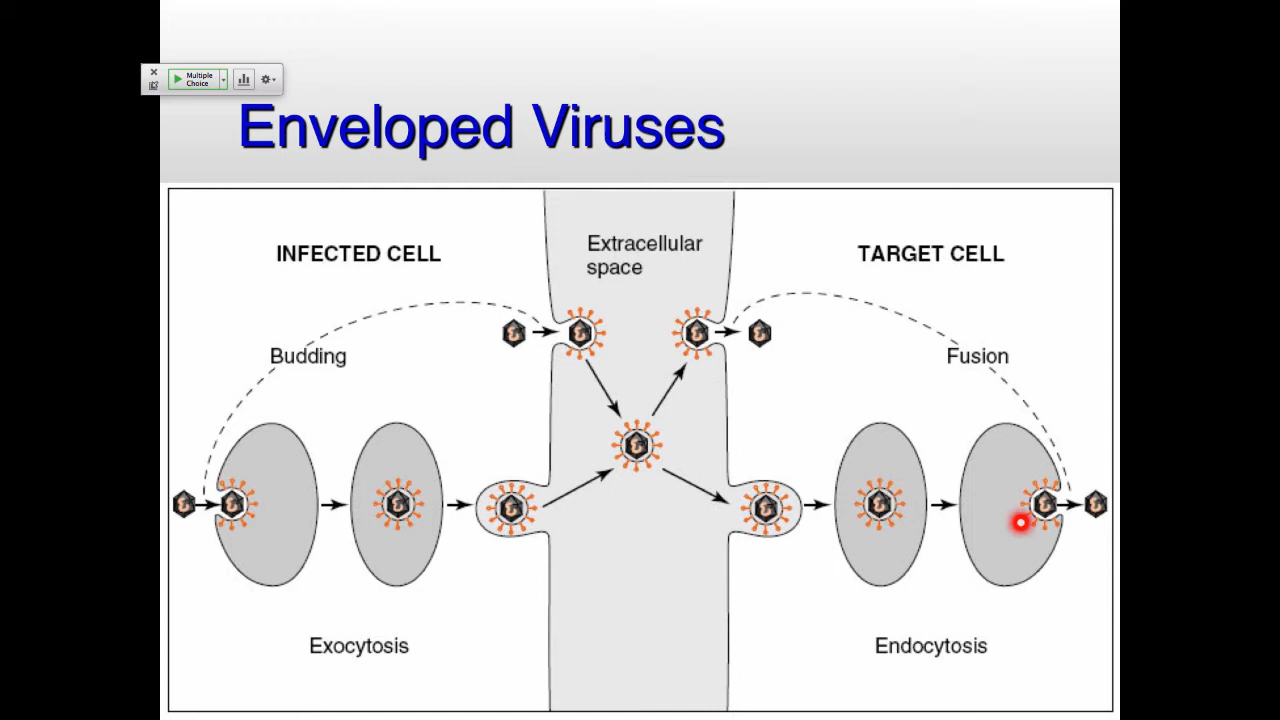 Multiple
Choice
Enveloped Viruses
INFECTED CELL
Extracellular
space
TARGET CELL
Budding
Fusion
Exocytosis
Endocytosis